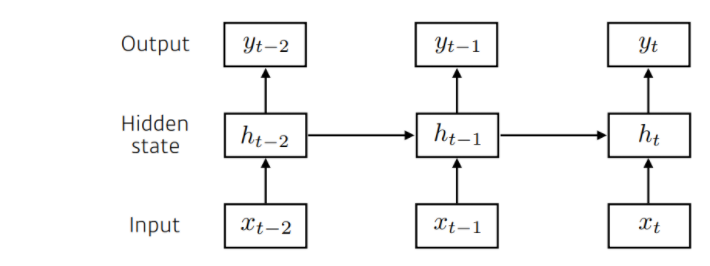 Output y_{t-2} y_{t-1} y_t
Hidden state h_{t-2} h_{t-1} h_t
Input x_{t-2} x_{t-1} x_t